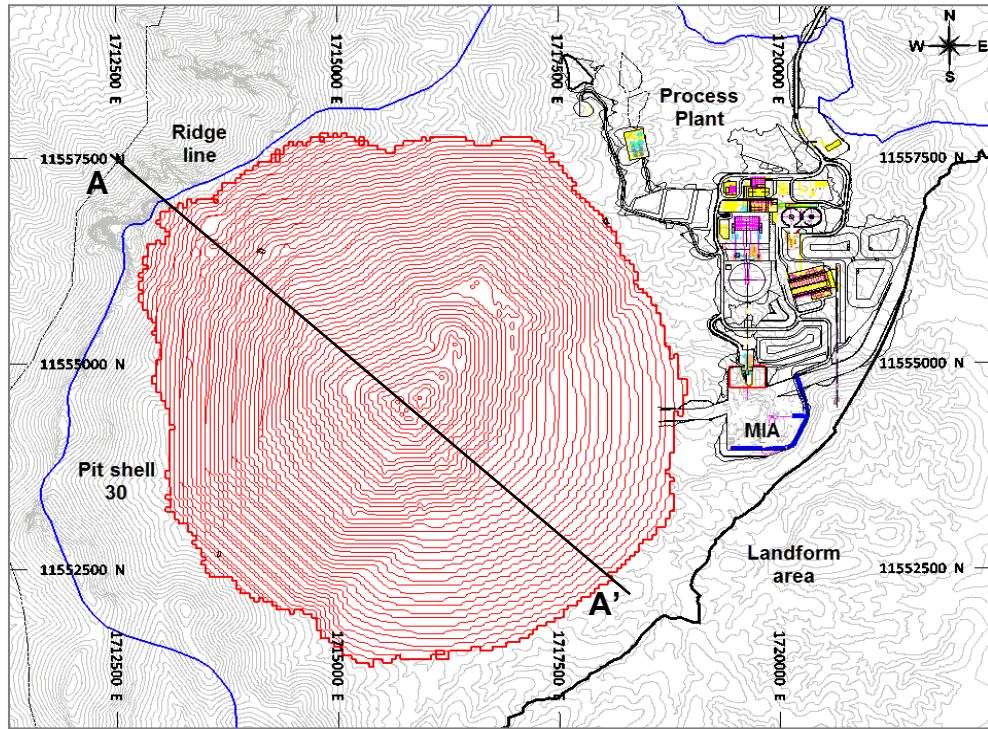 1712500 E
1715000 E
1717500 E
1720000 E
N
W
E
S
Process
Plant
Ridge
line
11557500 N
11557500 N
A
11555000 N
11555000 N
MIA
Pit shell
30
Landform
area
11552500 N
11552500 N
A'
1712500 E
1715000 E
1717500 E
1720000 E